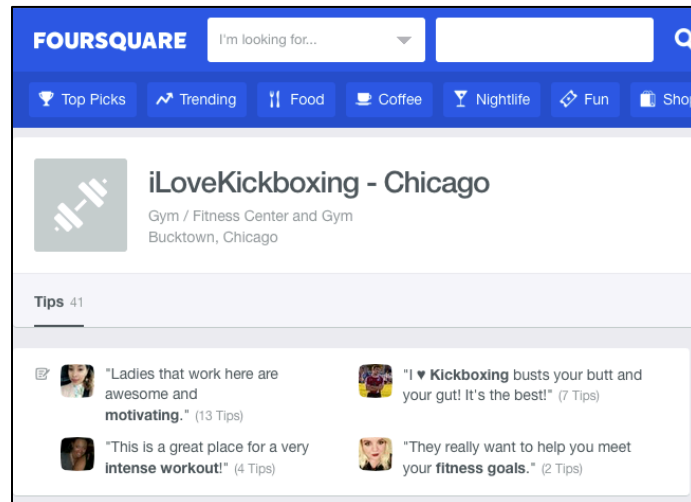 FOURSQUARE
I'm looking for...
Top Picks
Trending
Food
Coffee
Nightlife
Fun
Shop
iLoveKickboxing - Chicago
Gym / Fitness Center and Gym
Bucktown, Chicago
Tips 41
"Ladies that work here are
awesome and
motivating." (13 Tips)
"I ♥ Kickboxing busts your butt and
your gut! It's the best!" (7 Tips)
"This is a great place for a very
intense workout!" (4 Tips)
"They really want to help you meet
your fitness goals." (2 Tips)